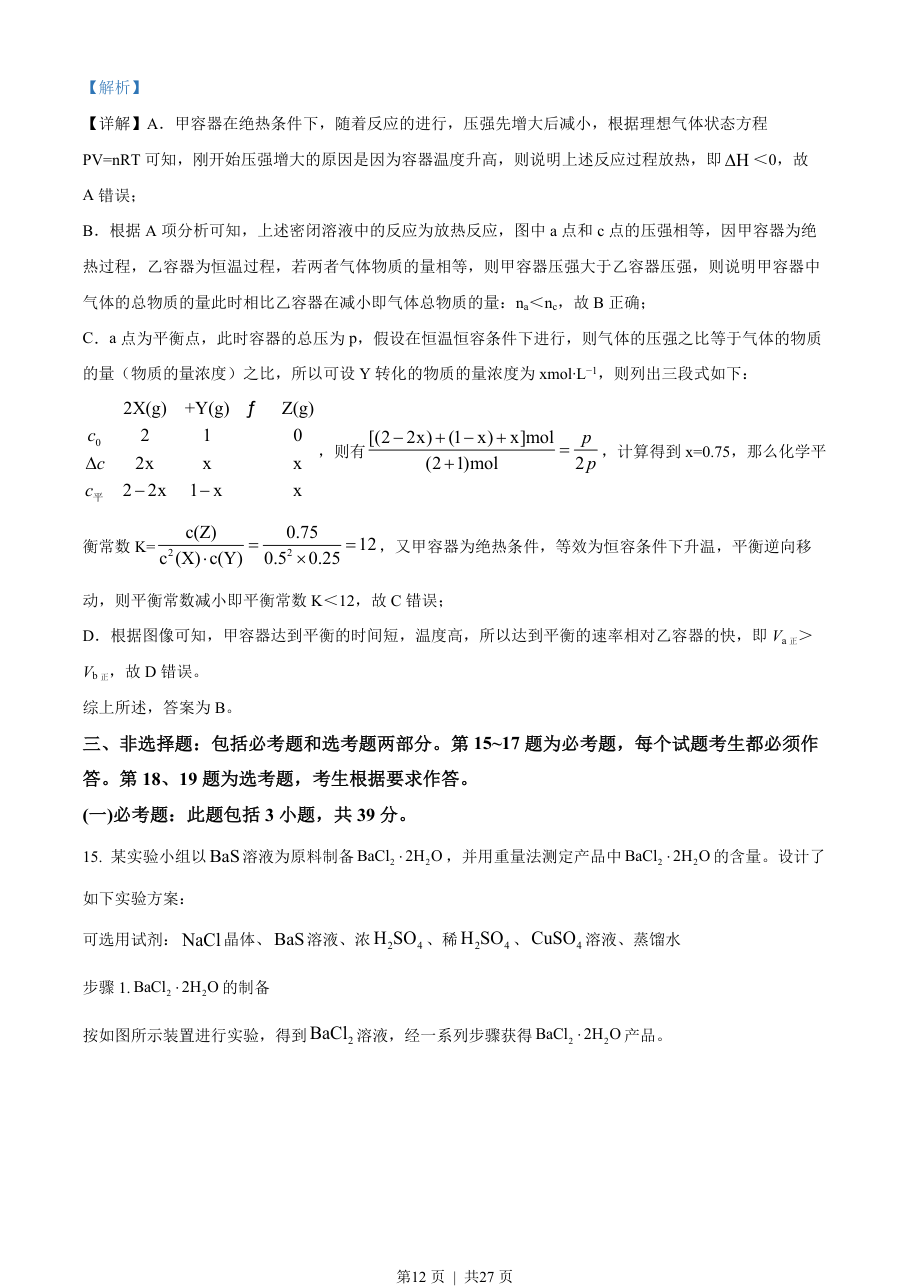 【解析】
【详解】A．甲容器在绝热条件下，随着反应的进行，压强先增大后减小，根据理想气体状态方程
PV=nRT 可知，刚开始压强增大的原因是因为容器温度升高，则说明上述反应过程放热，即 ΔH＜0，故
A 错误；
B．根据 A 项分析可知，上述密闭溶液中的反应为放热反应，图中 a 点和 c 点的压强相等，因甲容器为绝
热过程，乙容器为恒温过程，若两者气体物质的量相等，则甲容器压强大于乙容器压强，则说明甲容器中
气体的总物质的量此时相比乙容器在减小即气体总物质的量：nₐ＜n꜀，故 B 正确；
C．a 点为平衡点，此时容器的总压为 p，假设在恒温恒容条件下进行，则气体的压强之比等于气体的物质
的量（物质的量浓度）之比，所以可设 Y 转化的物质的量浓度为 xmol·L⁻¹，则列出三段式如下：
2X(g) +Y(g) ƒ Z(g)
c₀ 2 1 0
Δc 2x x x
c平 2−2x 1−x x
，则有 [(2−2x)+(1−x)+x]mol / (2+1)mol = p / 2p ，计算得到 x=0.75，那么化学平
衡常数 K= c(Z) / c²(X)·c(Y) = 0.75 / 0.5²×0.25 =12，又甲容器为绝热条件，等效为恒容条件下升温，平衡逆向移
动，则平衡常数减小即平衡常数 K＜12，故 C 错误；
D．根据图像可知，甲容器达到平衡的时间短，温度高，所以达到平衡的速率相对乙容器的快，即 Va正＞
Vb正，故 D 错误。
综上所述，答案为 B。
三、非选择题：包括必考题和选考题两部分。第 15~17 题为必考题，每个试题考生都必须作
答。第 18、19 题为选考题，考生根据要求作答。
(一)必考题：此题包括 3 小题，共 39 分。
15. 某实验小组以 BaS 溶液为原料制备 BaCl₂·2H₂O ，并用重量法测定产品中 BaCl₂·2H₂O 的含量。设计了
如下实验方案：
可选用试剂： NaCl 晶体、 BaS 溶液、浓 H₂SO₄ 、稀 H₂SO₄ 、 CuSO₄ 溶液、蒸馏水
步骤 1. BaCl₂·2H₂O 的制备
按如图所示装置进行实验，得到 BaCl₂ 溶液，经一系列步骤获得 BaCl₂·2H₂O 产品。
第12 页 | 共27 页